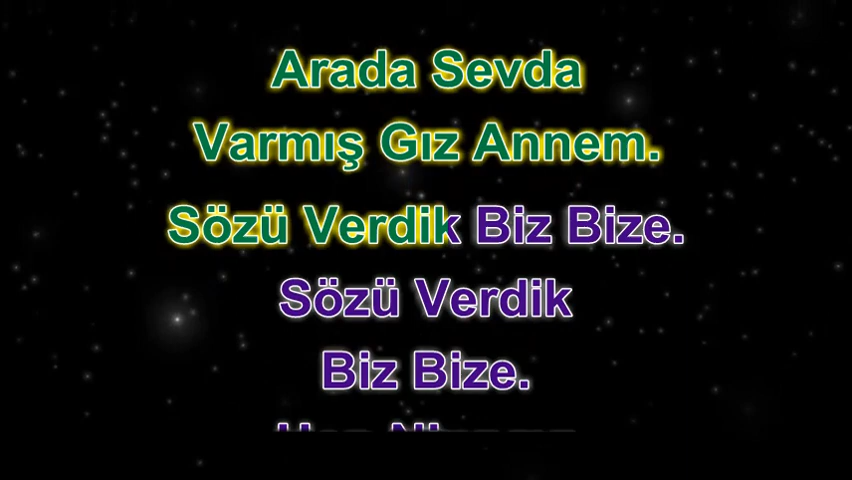 Arada Sevda
Varmış Gız Annem.
Sözü Verdik Biz Bize.
Sözü Verdik
Biz Bize.